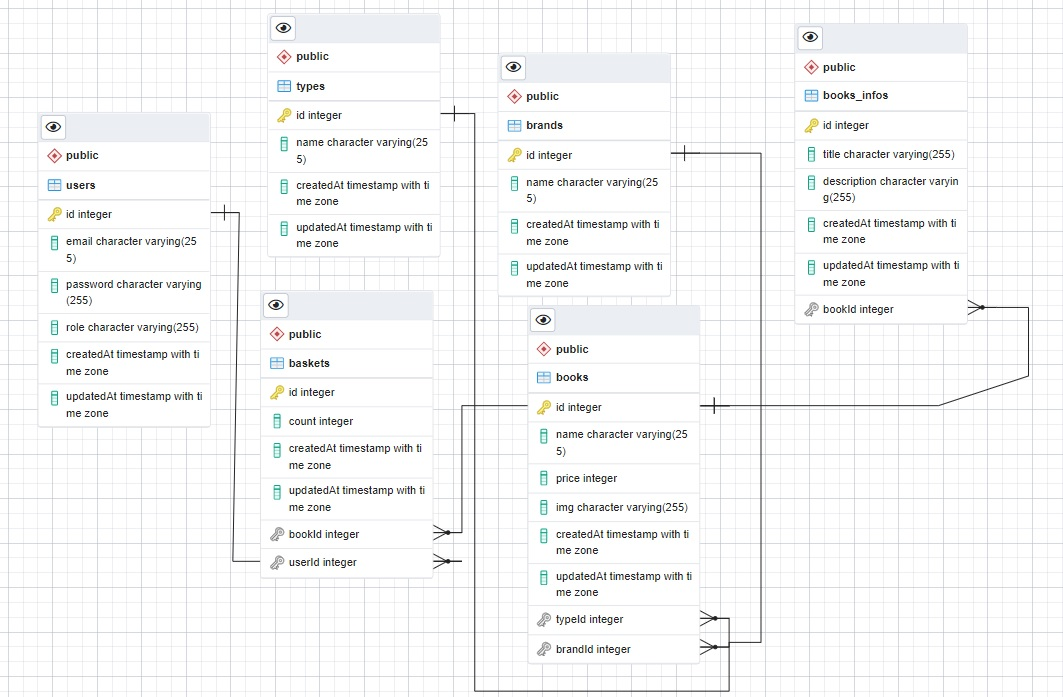 public
users
id integer
email character varying(25
5)
password character varying
(255)
role character varying(255)
createdAt timestamp with ti
me zone
updatedAt timestamp with ti
me zone
public
types
id integer
name character varying(25
5)
createdAt timestamp with ti
me zone
updatedAt timestamp with ti
me zone
public
baskets
id integer
count integer
createdAt timestamp with ti
me zone
updatedAt timestamp with ti
me zone
bookId integer
userId integer
public
brands
id integer
name character varying(25
5)
createdAt timestamp with ti
me zone
updatedAt timestamp with ti
me zone
public
books
id integer
name character varying(25
5)
price integer
img character varying(255)
createdAt timestamp with ti
me zone
updatedAt timestamp with ti
me zone
typeId integer
brandId integer
public
books_infos
id integer
title character varying(255)
description character varyin
g(255)
createdAt timestamp with ti
me zone
updatedAt timestamp with ti
me zone
bookId integer